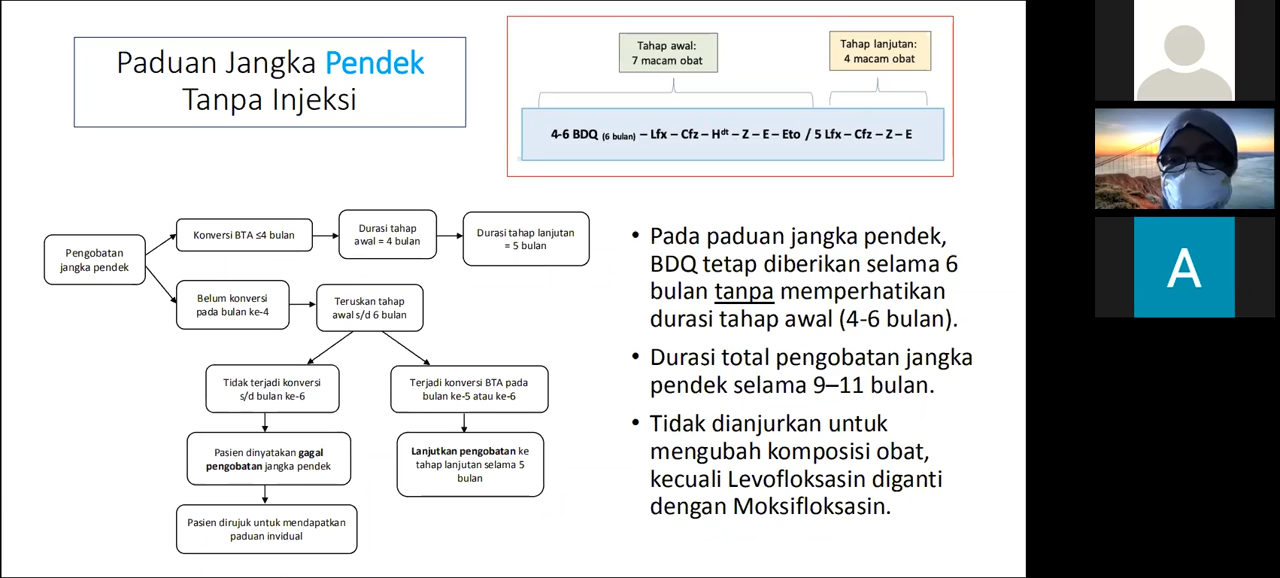 Paduan Jangka Pendek
Tanpa Injeksi
Tahap awal:
7 macam obat
Tahap lanjutan:
4 macam obat
4-6 BDQ (6 bulan) – Lfx – Cfz – Hdt – Z – E – Eto / 5 Lfx – Cfz – Z – E
Pengobatan
jangka pendek
Konversi BTA ≤4 bulan
Durasi tahap
awal = 4 bulan
Durasi tahap lanjutan
= 5 bulan
Belum konversi
pada bulan ke-4
Teruskan tahap
awal s/d 6 bulan
Tidak terjadi konversi
s/d bulan ke-6
Terjadi konversi BTA pada
bulan ke-5 atau ke-6
Pasien dinyatakan gagal
pengobatan jangka pendek
Lanjutkan pengobatan ke
tahap lanjutan selama 5
bulan
Pasien dirujuk untuk mendapatkan
paduan invidual
• Pada paduan jangka pendek,
BDQ tetap diberikan selama 6
bulan tanpa memperhatikan
durasi tahap awal (4-6 bulan).
• Durasi total pengobatan jangka
pendek selama 9–11 bulan.
• Tidak dianjurkan untuk
mengubah komposisi obat,
kecuali Levofloksasin diganti
dengan Moksifloksasin.
A